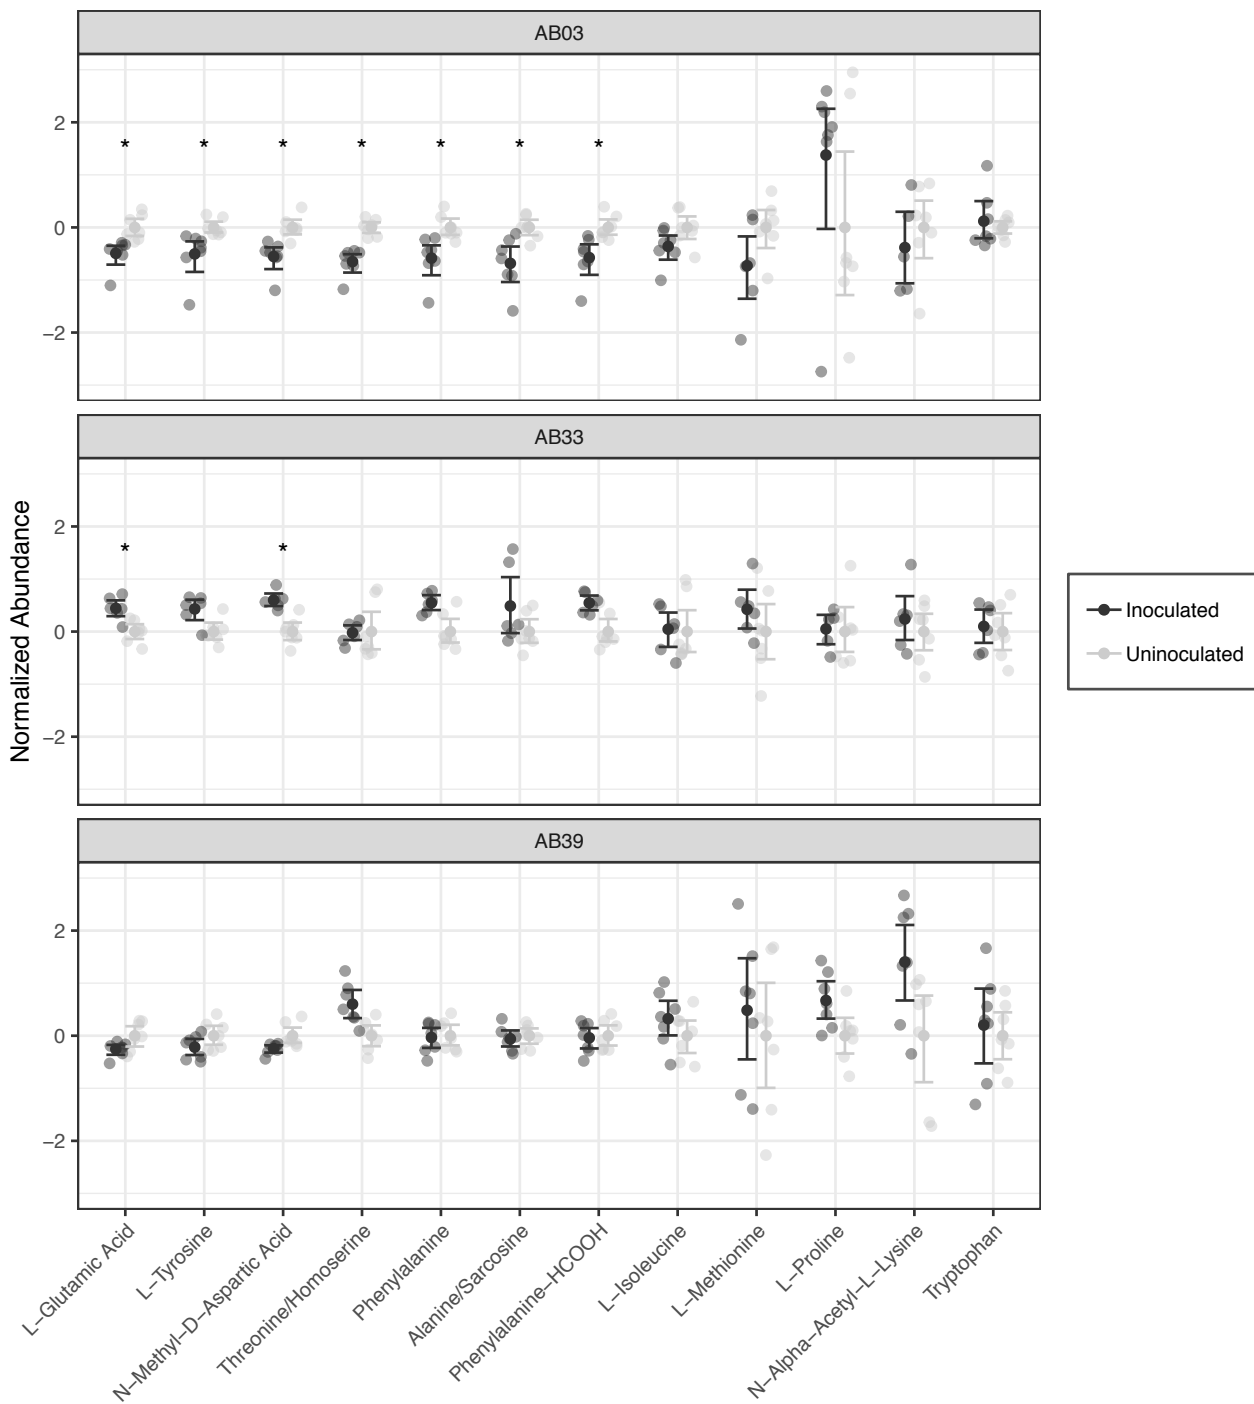 AB03
2
* * * * * * *
0
−2
AB33
2
* *
0
−2
AB39
2
0
−2
Normalized Abundance
Inoculated
Uninoculated
L−Glutamic Acid
L−Tyrosine
N−Methyl−D−Aspartic Acid
Threonine/Homoserine
Phenylalanine
Alanine/Sarcosine
Phenylalanine−HCOOH
L−Isoleucine
L−Methionine
L−Proline
N−Alpha−Acetyl−L−Lysine
Tryptophan